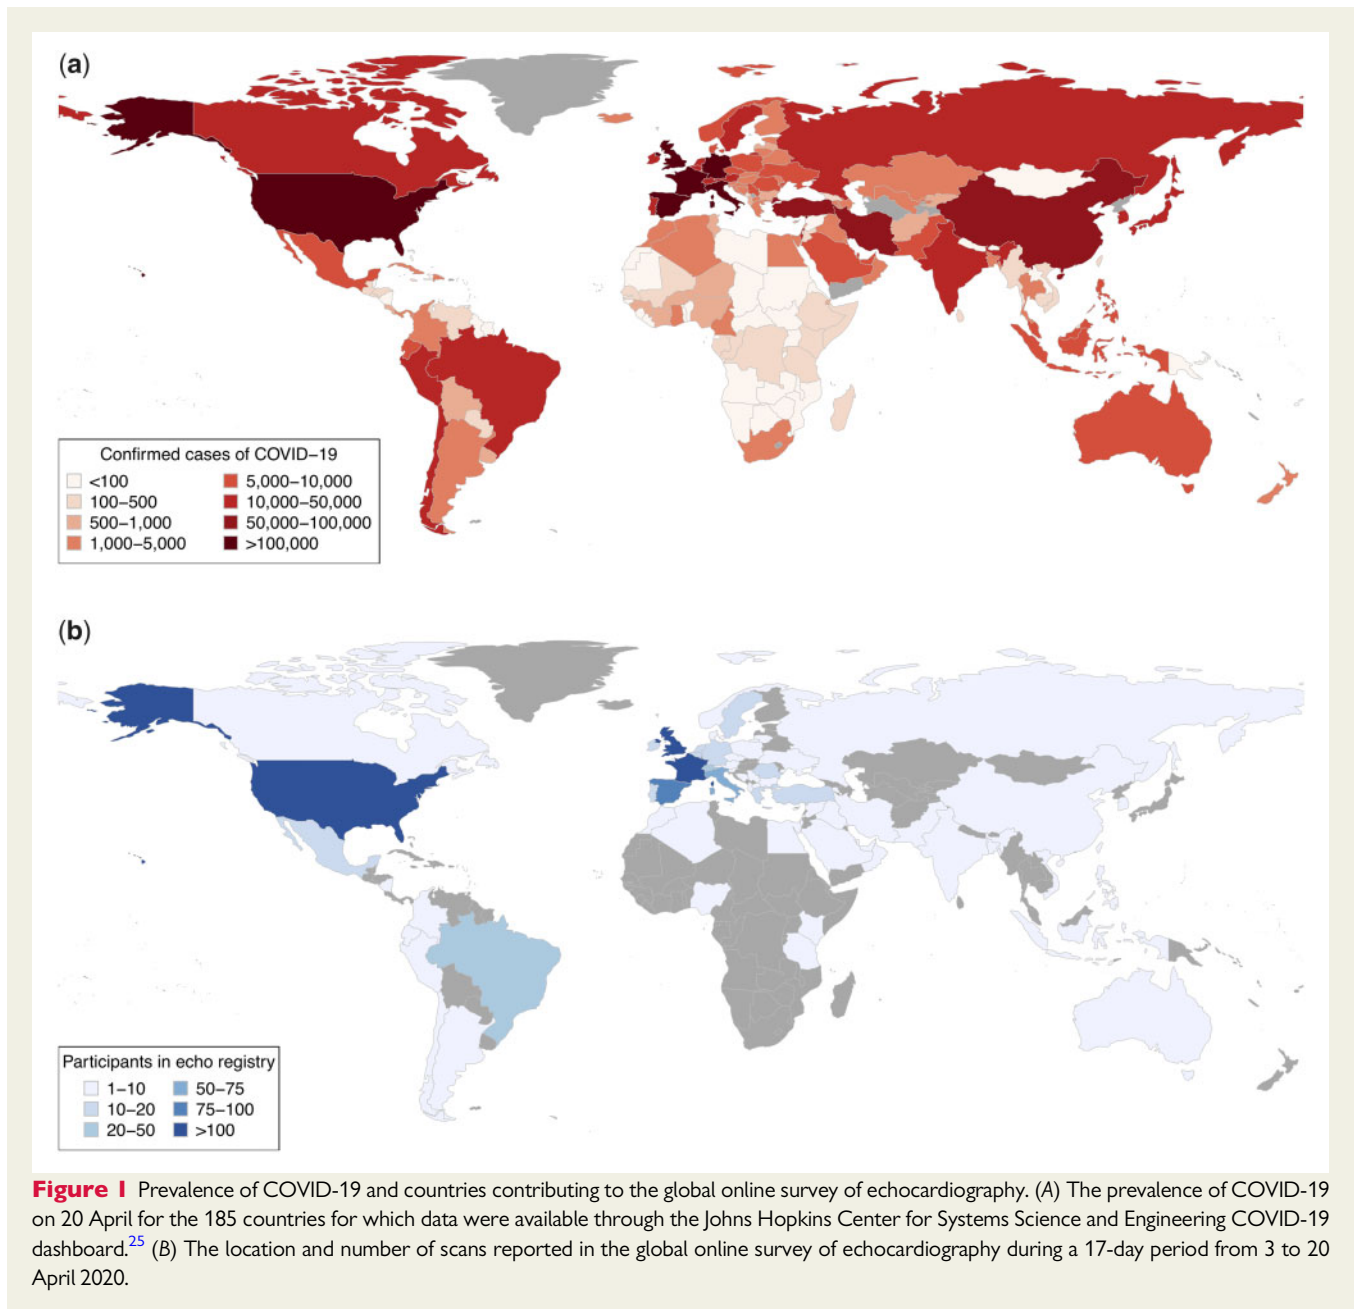 (a)
Confirmed cases of COVID−19
<100
100−500
500−1,000
1,000−5,000
5,000−10,000
10,000−50,000
50,000−100,000
>100,000
(b)
Participants in echo registry
1−10
10−20
20−50
50−75
75−100
>100
Figure 1 Prevalence of COVID-19 and countries contributing to the global online survey of echocardiography. (A) The prevalence of COVID-19
on 20 April for the 185 countries for which data were available through the Johns Hopkins Center for Systems Science and Engineering COVID-19
dashboard.25 (B) The location and number of scans reported in the global online survey of echocardiography during a 17-day period from 3 to 20
April 2020.